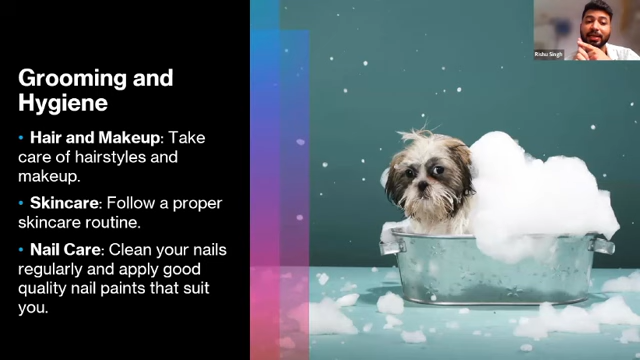 Grooming and
Hygiene
• Hair and Makeup: Take
care of hairstyles and
makeup.
• Skincare: Follow a proper
skincare routine.
• Nail Care: Clean your nails
regularly and apply good
quality nail paints that suit
you.
Rishu Singh